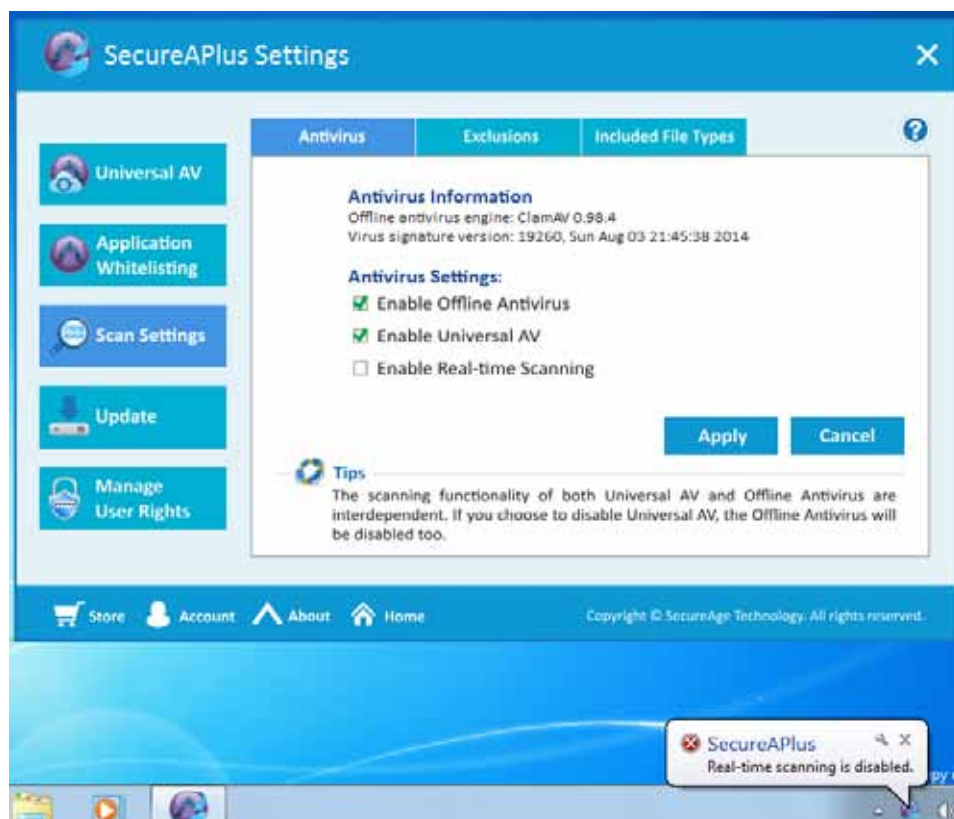 SecureAPlus Settings
Antivirus
Exclusions
Included File Types
Universal AV
Application
Whitelisting
Scan Settings
Update
Manage
User Rights
Antivirus Information
Offline antivirus engine: ClamAV 0.98.4
Virus signature version: 19260, Sun Aug 03 21:45:38 2014
Antivirus Settings:
Enable Offline Antivirus
Enable Universal AV
Enable Real-time Scanning
Apply
Cancel
Tips
The scanning functionality of both Universal AV and Offline Antivirus are
interdependent. If you choose to disable Universal AV, the Offline Antivirus will
be disabled too.
Store
Account
About
Home
Copyright © SecureAge Technology. All rights reserved.
SecureAPlus
Real-time scanning is disabled.